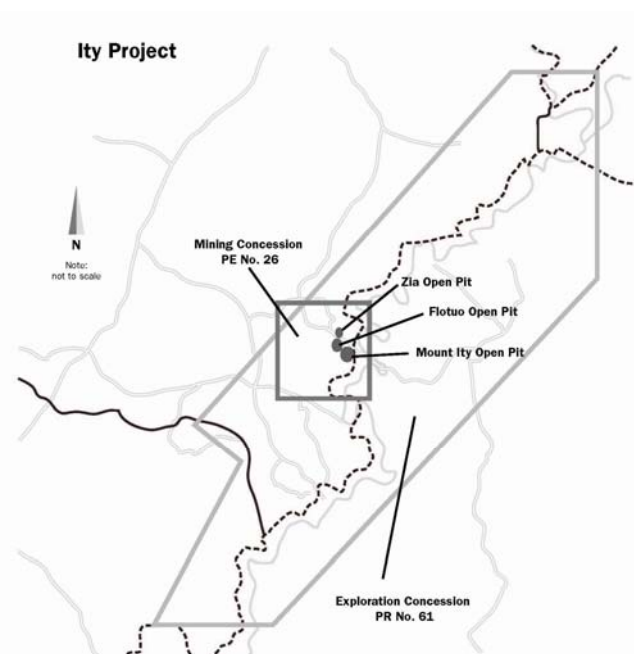 Ity Project
N
Note:
not to scale
Mining Concession
PE No. 26
Zia Open Pit
Flotuo Open Pit
Mount Ity Open Pit
Exploration Concession
PR No. 61